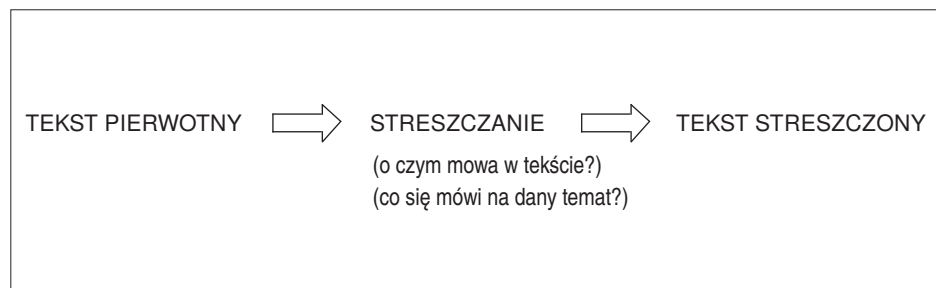 TEKST PIERWOTNY STRESZCZANIE TEKST STRESZCZONY
(o czym mowa w tekście?)
(co się mówi na dany temat?)